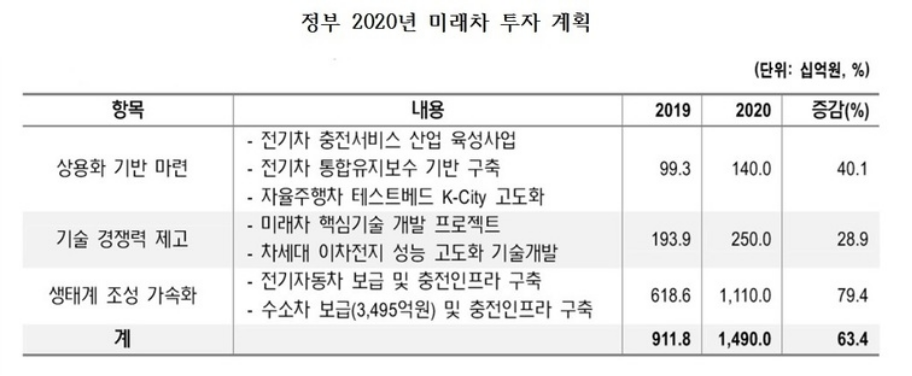 정부 2020년 미래차 투자 계획
(단위: 십억원, %)
항목 내용 2019 2020 증감(%)
- 전기차 충전서비스 산업 육성사업
상용화 기반 마련 - 전기차 통합유지보수 기반 구축 99.3 140.0 40.1
- 자율주행차 테스트베드 K-City 고도화
- 미래차 핵심기술 개발 프로젝트
기술 경쟁력 제고 193.9 250.0 28.9
- 차세대 이차전지 성능 고도화 기술개발
- 전기자동차 보급 및 충전인프라 구축
생태계 조성 가속화 618.6 1,110.0 79.4
- 수소차 보급(3,495억원) 및 충전인프라 구축
계 911.8 1,490.0 63.4